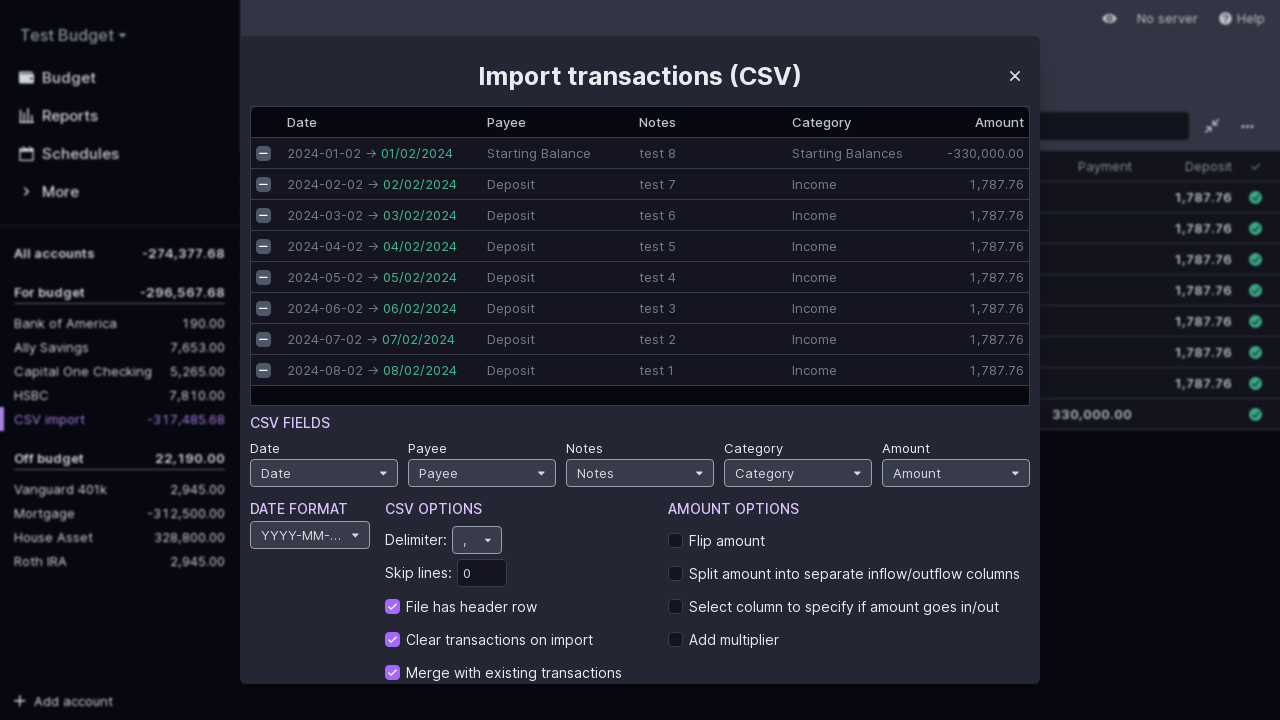 Test Budget
Budget
Reports
Schedules
More
All accounts -274,377.68
For budget -296,567.68
Bank of America 190.00
Ally Savings 7,653.00
Capital One Checking 5,265.00
HSBC 7,810.00
CSV import -317,485.68
Off budget 22,190.00
Vanguard 401k 2,945.00
Mortgage -312,500.00
House Asset 328,800.00
Roth IRA 2,945.00
+ Add account
No server Help
Payment Deposit ✓
1,787.76
1,787.76
1,787.76
1,787.76
1,787.76
1,787.76
1,787.76
330,000.00
Import transactions (CSV)
Date Payee Notes Category Amount
2024-01-02 → 01/02/2024 Starting Balance test 8 Starting Balances -330,000.00
2024-02-02 → 02/02/2024 Deposit test 7 Income 1,787.76
2024-03-02 → 03/02/2024 Deposit test 6 Income 1,787.76
2024-04-02 → 04/02/2024 Deposit test 5 Income 1,787.76
2024-05-02 → 05/02/2024 Deposit test 4 Income 1,787.76
2024-06-02 → 06/02/2024 Deposit test 3 Income 1,787.76
2024-07-02 → 07/02/2024 Deposit test 2 Income 1,787.76
2024-08-02 → 08/02/2024 Deposit test 1 Income 1,787.76
CSV FIELDS
Date Payee Notes Category Amount
Date Payee Notes Category Amount
DATE FORMAT
YYYY-MM-...
CSV OPTIONS
Delimiter: ,
Skip lines: 0
File has header row
Clear transactions on import
Merge with existing transactions
AMOUNT OPTIONS
Flip amount
Split amount into separate inflow/outflow columns
Select column to specify if amount goes in/out
Add multiplier